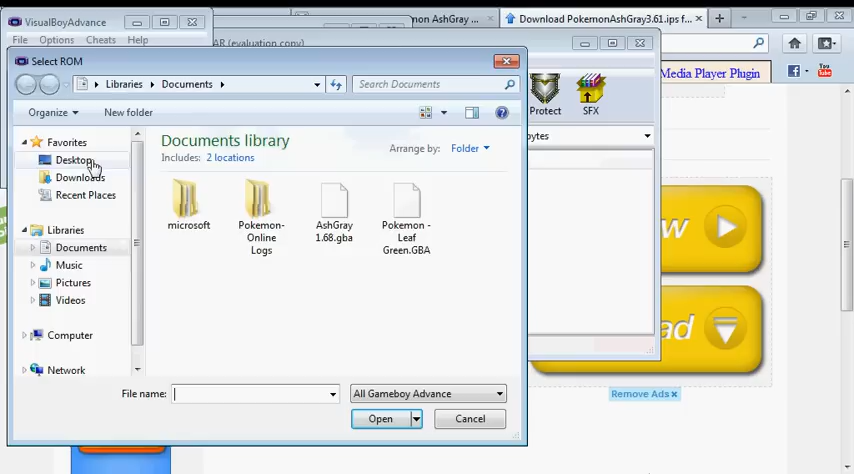 VisualBoyAdvance
mon AshGray ...
Download PokemonAshGray3.61.ips f...
File Options Cheats Help
AR (evaluation copy)
Select ROM
Libraries Documents
Search Documents
Media Player Plugin
You Tube
Organize New folder
Protect SFX
Favorites
Desktop
Downloads
Recent Places
Libraries
Documents
Music
Pictures
Videos
Computer
Network
Documents library
Includes: 2 locations
Arrange by: Folder
bytes
microsoft
Pokemon-
Online
Logs
AshGray
1.68.gba
Pokemon -
Leaf
Green.GBA
w
ad
File name:
All Gameboy Advance
Open Cancel
Remove Ads x